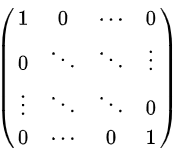 1 0 ⋯ 0
0 ⋱ ⋱ ⋮
⋮ ⋱ ⋱ 0
0 ⋯ 0 1